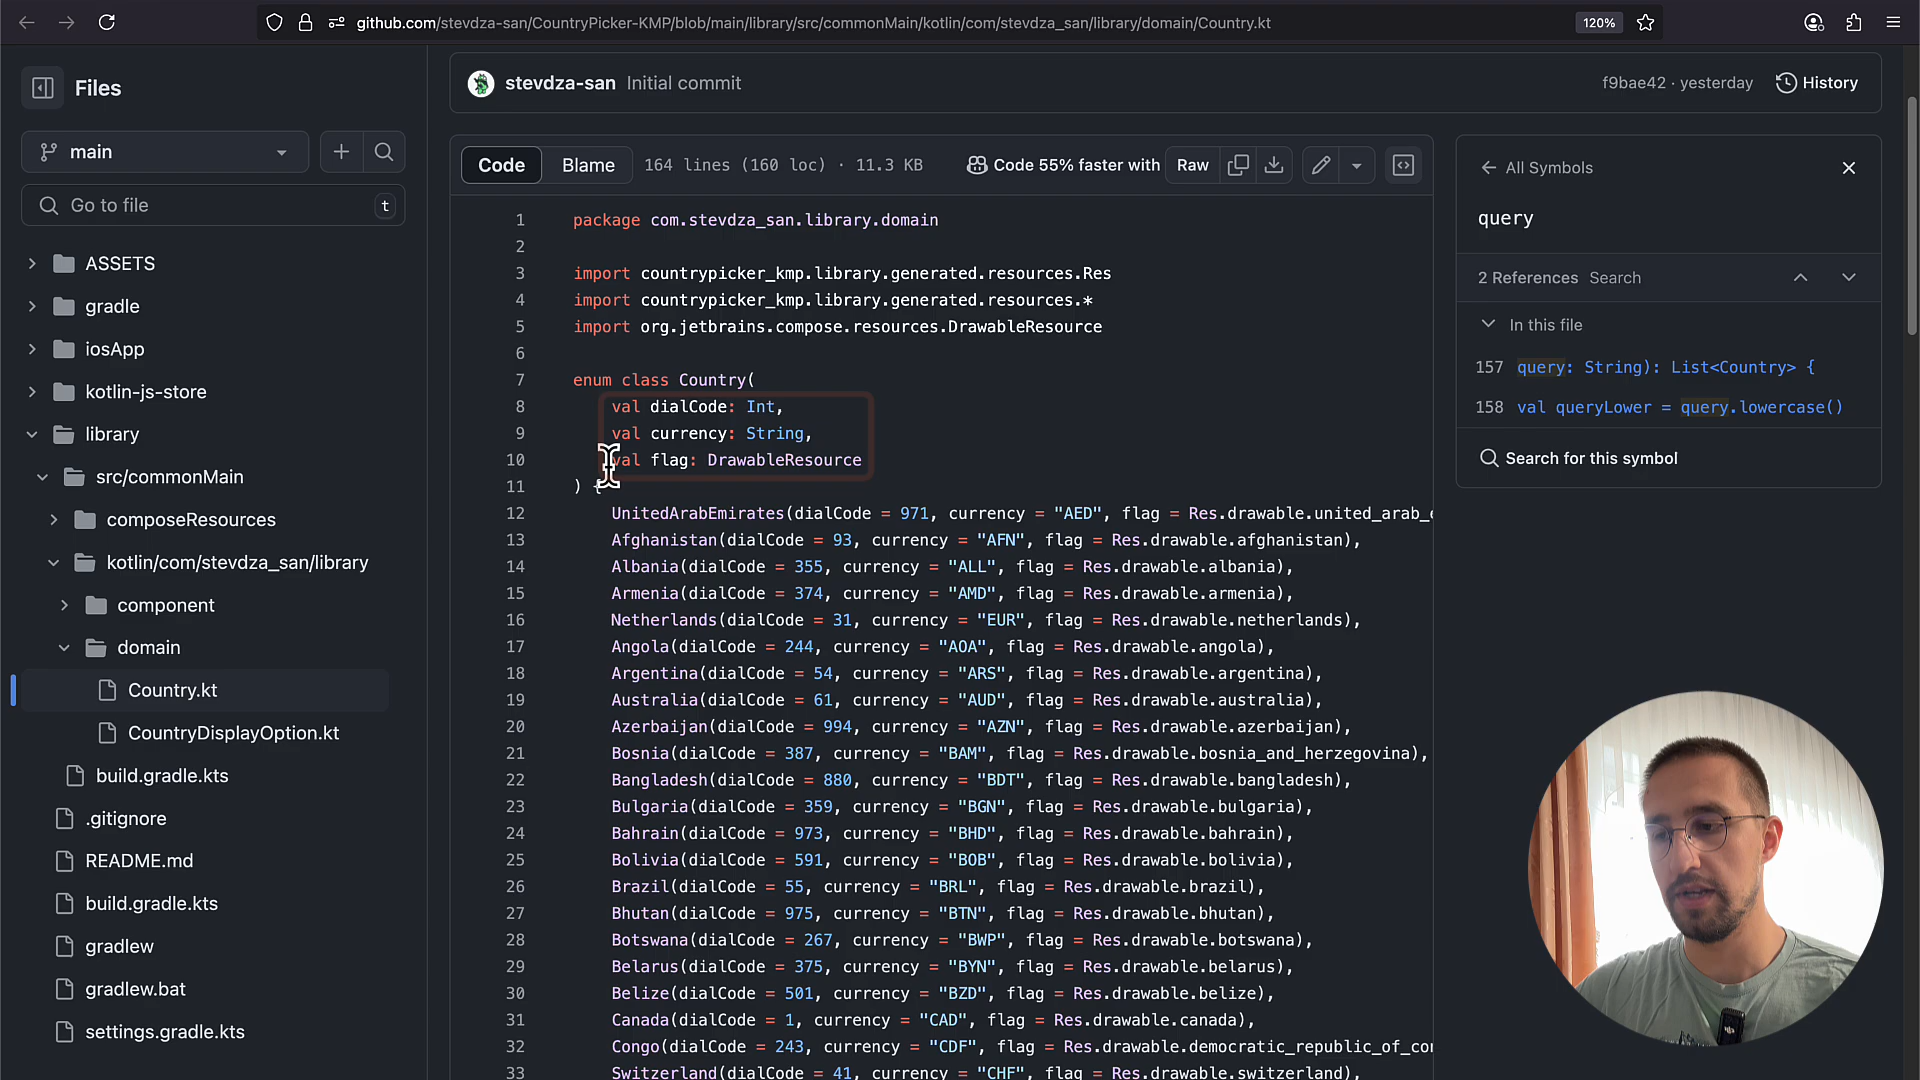 github.com/stevdza-san/CountryPicker-KMP/blob/main/library/src/commonMain/kotlin/com/stevdza_san/library/domain/Country.kt
120%
Files
main
Go to file
t
ASSETS
gradle
iosApp
kotlin-js-store
library
src/commonMain
composeResources
kotlin/com/stevdza_san/library
component
domain
Country.kt
CountryDisplayOption.kt
build.gradle.kts
.gitignore
README.md
build.gradle.kts
gradlew
gradlew.bat
settings.gradle.kts
stevdza-san Initial commit
f9bae42 · yesterday
History
Code
Blame
164 lines (160 loc) · 11.3 KB
Code 55% faster with
Raw
1 package com.stevdza_san.library.domain
2
3 import countrypicker_kmp.library.generated.resources.Res
4 import countrypicker_kmp.library.generated.resources.*
5 import org.jetbrains.compose.resources.DrawableResource
6
7 enum class Country(
8 val dialCode: Int,
9 val currency: String,
10 val flag: DrawableResource
11 ) {
12 UnitedArabEmirates(dialCode = 971, currency = "AED", flag = Res.drawable.united_arab_
13 Afghanistan(dialCode = 93, currency = "AFN", flag = Res.drawable.afghanistan),
14 Albania(dialCode = 355, currency = "ALL", flag = Res.drawable.albania),
15 Armenia(dialCode = 374, currency = "AMD", flag = Res.drawable.armenia),
16 Netherlands(dialCode = 31, currency = "EUR", flag = Res.drawable.netherlands),
17 Angola(dialCode = 244, currency = "AOA", flag = Res.drawable.angola),
18 Argentina(dialCode = 54, currency = "ARS", flag = Res.drawable.argentina),
19 Australia(dialCode = 61, currency = "AUD", flag = Res.drawable.australia),
20 Azerbaijan(dialCode = 994, currency = "AZN", flag = Res.drawable.azerbaijan),
21 Bosnia(dialCode = 387, currency = "BAM", flag = Res.drawable.bosnia_and_herzegovina),
22 Bangladesh(dialCode = 880, currency = "BDT", flag = Res.drawable.bangladesh),
23 Bulgaria(dialCode = 359, currency = "BGN", flag = Res.drawable.bulgaria),
24 Bahrain(dialCode = 973, currency = "BHD", flag = Res.drawable.bahrain),
25 Bolivia(dialCode = 591, currency = "BOB", flag = Res.drawable.bolivia),
26 Brazil(dialCode = 55, currency = "BRL", flag = Res.drawable.brazil),
27 Bhutan(dialCode = 975, currency = "BTN", flag = Res.drawable.bhutan),
28 Botswana(dialCode = 267, currency = "BWP", flag = Res.drawable.botswana),
29 Belarus(dialCode = 375, currency = "BYN", flag = Res.drawable.belarus),
30 Belize(dialCode = 501, currency = "BZD", flag = Res.drawable.belize),
31 Canada(dialCode = 1, currency = "CAD", flag = Res.drawable.canada),
32 Congo(dialCode = 243, currency = "CDF", flag = Res.drawable.democratic_republic_of_co
33 Switzerland(dialCode = 41, currency = "CHF", flag = Res.drawable.switzerland),
All Symbols
query
2 References Search
In this file
157 query: String): List<Country> {
158 val queryLower = query.lowercase()
Search for this symbol